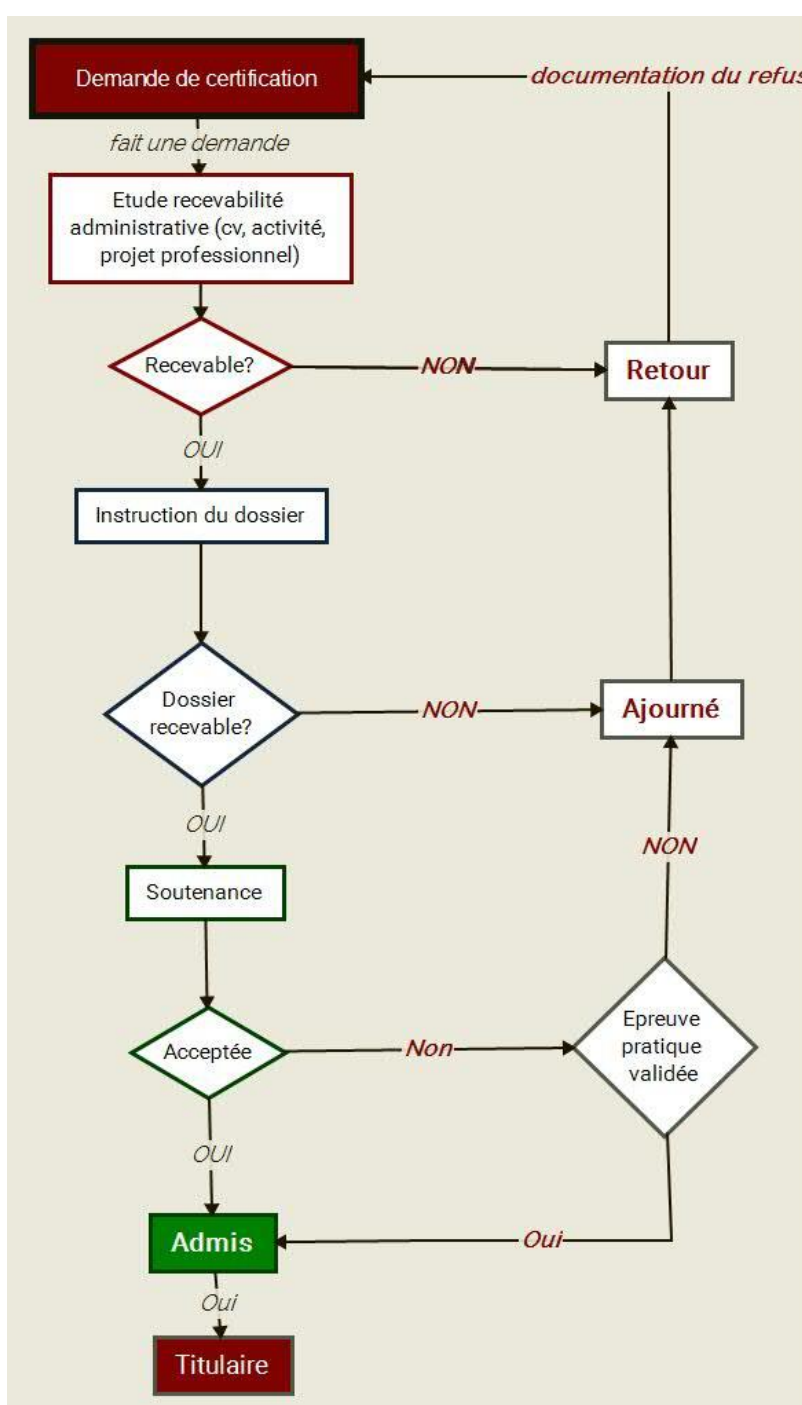 Demande de certification
documentation du refus
fait une demande
Etude recevabilité
administrative (cv, activité,
projet professionnel)
Recevable?
NON
Retour
OUI
Instruction du dossier
Dossier
recevable?
NON
Ajourné
OUI
NON
Soutenance
Epreuve
pratique
validée
Acceptée
Non
OUI
Admis
Oui
Oui
Titulaire